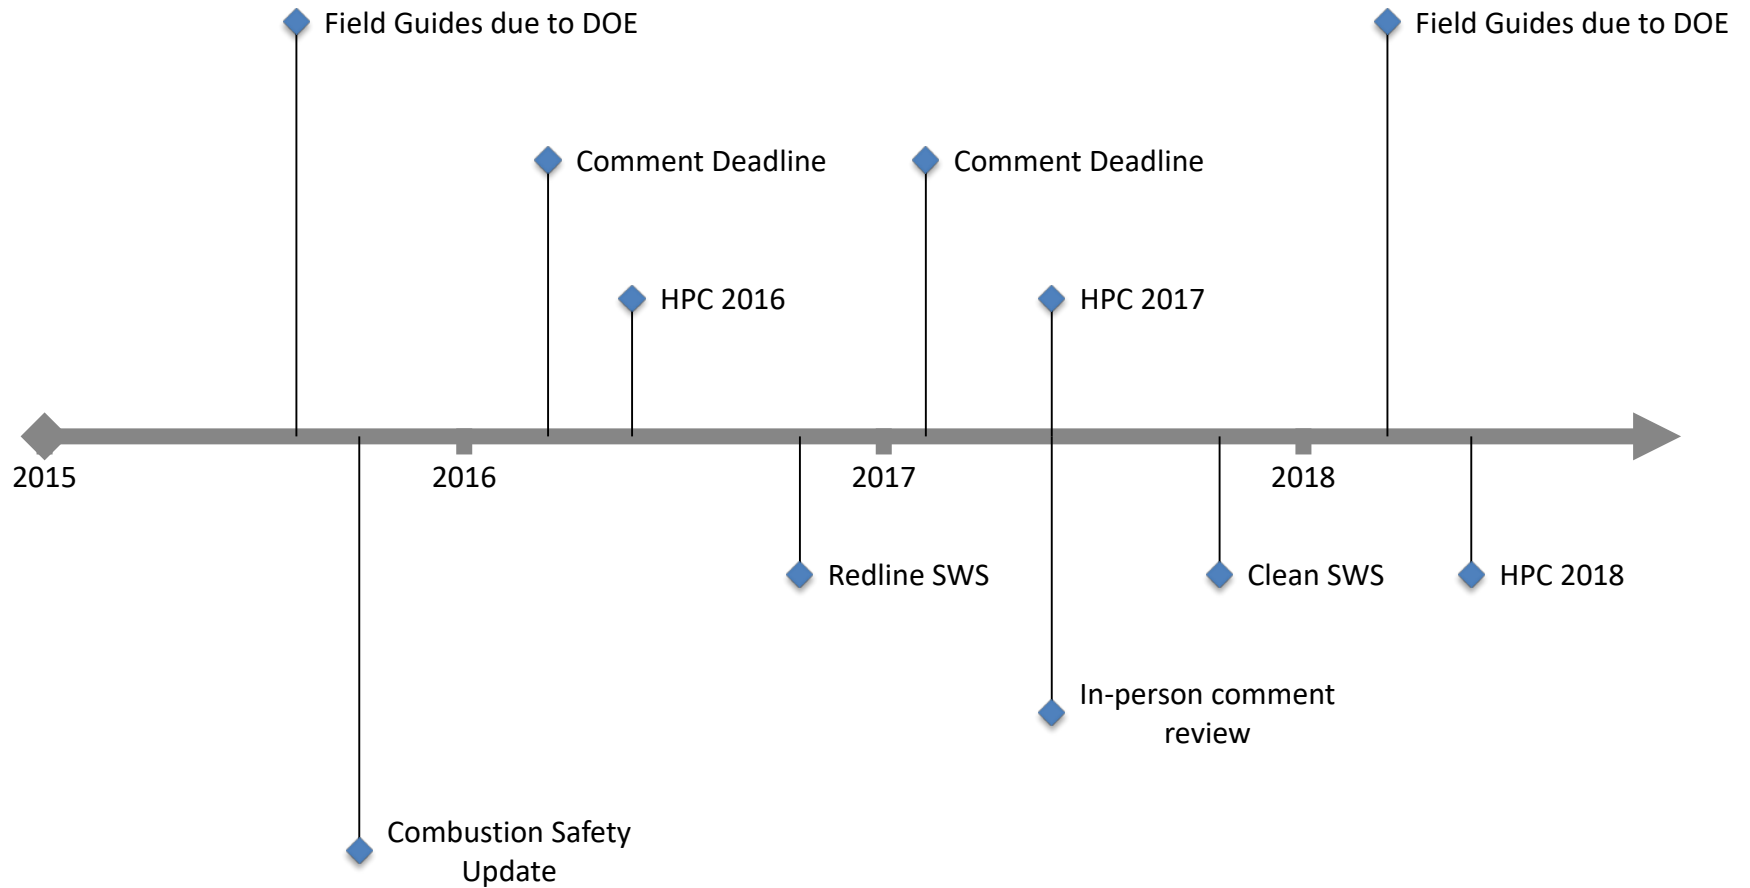 Field Guides due to DOE
Field Guides due to DOE
Comment Deadline
Comment Deadline
HPC 2016
HPC 2017
2015
2016
2017
2018
Redline SWS
Clean SWS
HPC 2018
In-person comment
review
Combustion Safety
Update